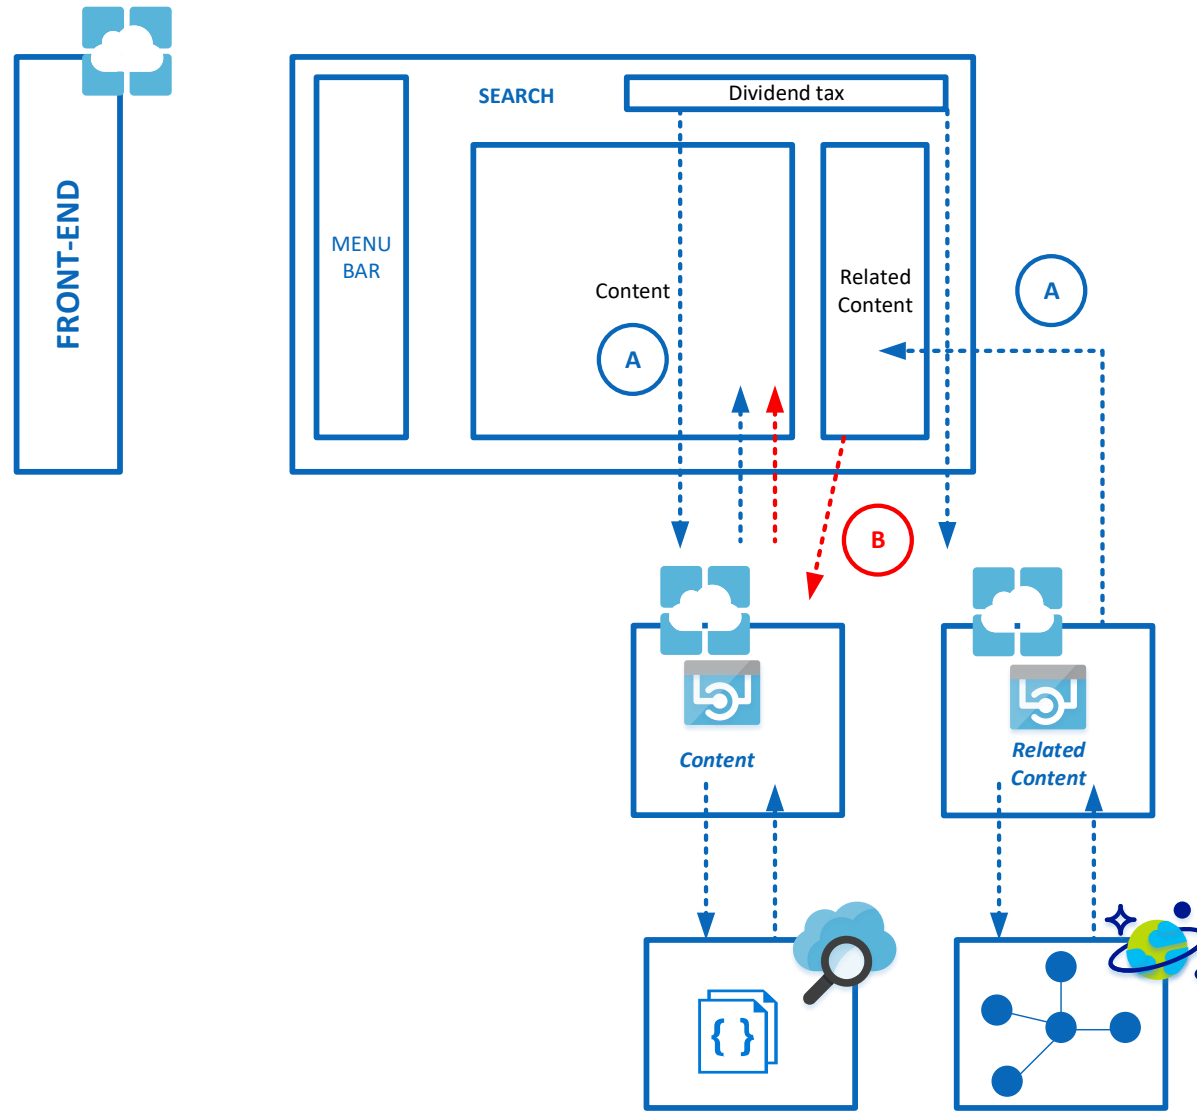 FRONT-END
SEARCH
Dividend tax
MENU
BAR
Content
A
Related
Content
A
B
Content
Related
Content
{ }